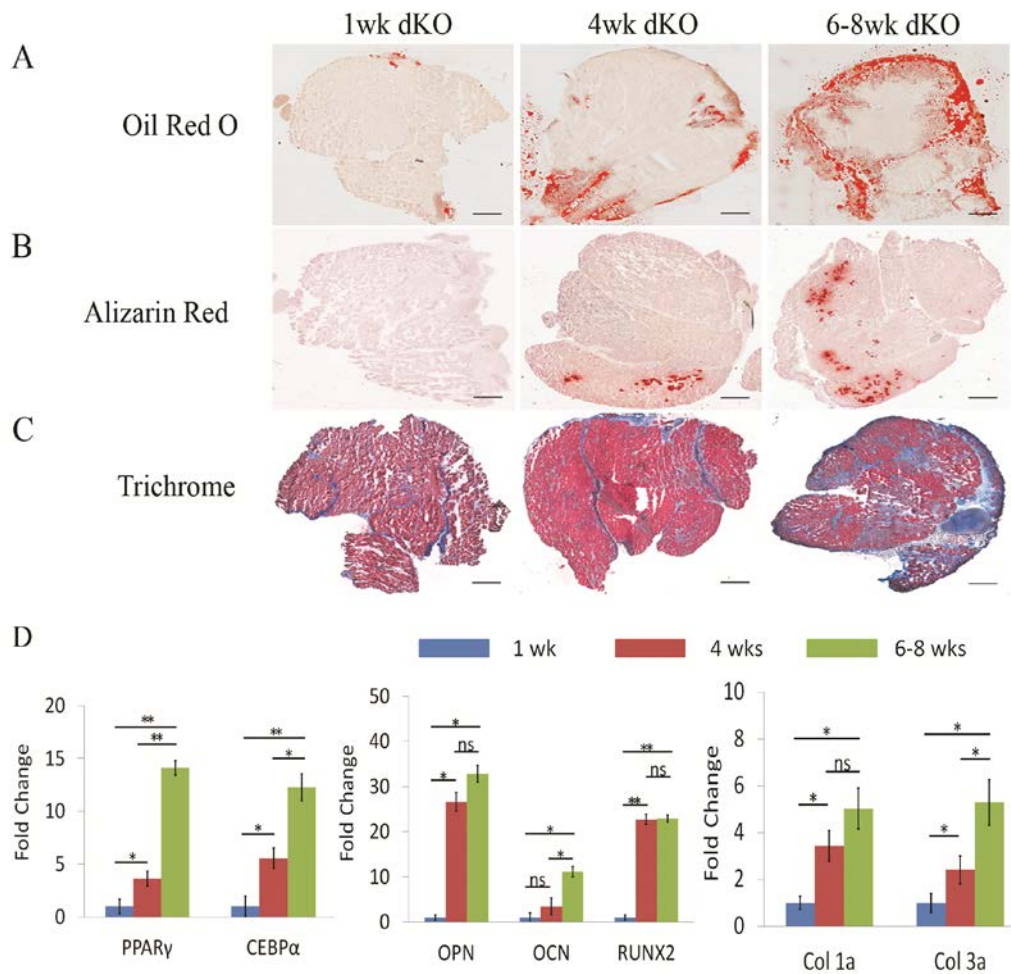 1wk dKO 4wk dKO 6-8wk dKO
A
Oil Red O
B
Alizarin Red
C
Trichrome
D
1 wk 4 wks 6-8 wks
Fold Change
20
15
10
5
0
** ** * ** * *
PPARγ CEBPα
Fold Change
50
40
30
20
10
0
* ns * * * ns ** ns **
OPN OCN RUNX2
Fold Change
10
8
6
4
2
0
* ns * * * *
Col 1a Col 3a